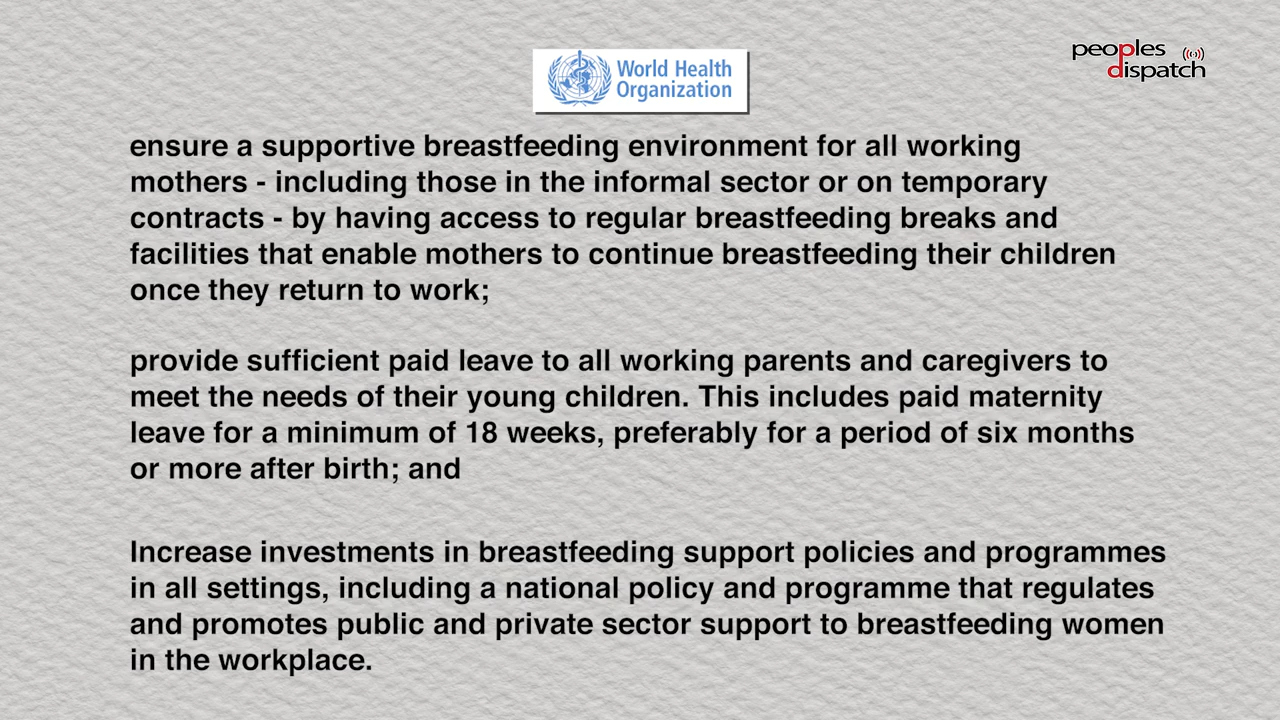 World Health
Organization
peoples
dispatch
ensure a supportive breastfeeding environment for all working
mothers - including those in the informal sector or on temporary
contracts - by having access to regular breastfeeding breaks and
facilities that enable mothers to continue breastfeeding their children
once they return to work;
provide sufficient paid leave to all working parents and caregivers to
meet the needs of their young children. This includes paid maternity
leave for a minimum of 18 weeks, preferably for a period of six months
or more after birth; and
Increase investments in breastfeeding support policies and programmes
in all settings, including a national policy and programme that regulates
and promotes public and private sector support to breastfeeding women
in the workplace.